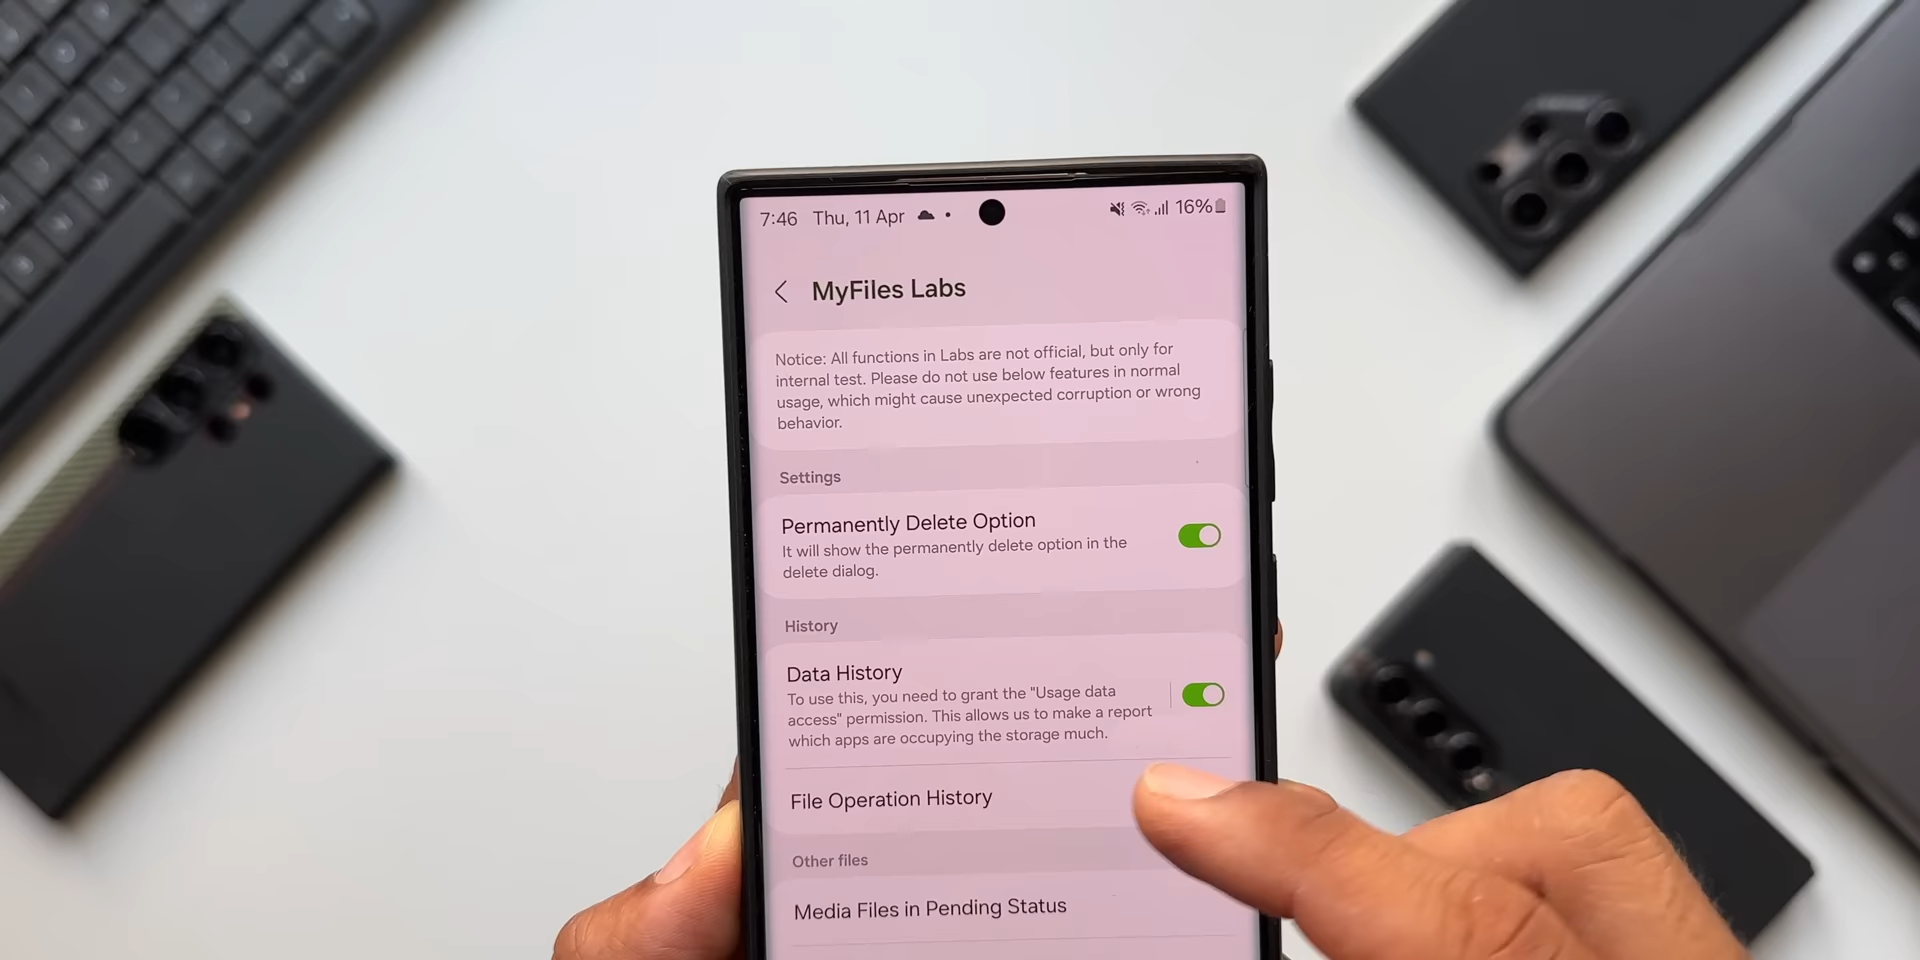 7:46 Thu, 11 Apr 16%
MyFiles Labs
Notice: All functions in Labs are not official, but only for
internal test. Please do not use below features in normal
usage, which might cause unexpected corruption or wrong
behavior.
Settings
Permanently Delete Option
It will show the permanently delete option in the
delete dialog.
History
Data History
To use this, you need to grant the "Usage data
access" permission. This allows us to make a report
which apps are occupying the storage much.
File Operation History
Other files
Media Files in Pending Status